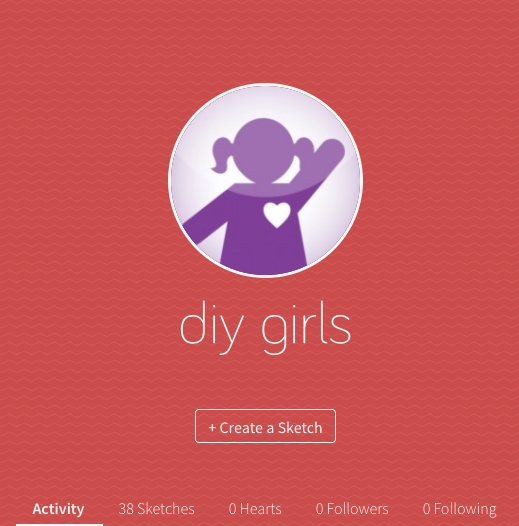 diy girls
+ Create a Sketch
Activity 38 Sketches 0 Hearts 0 Followers 0 Following